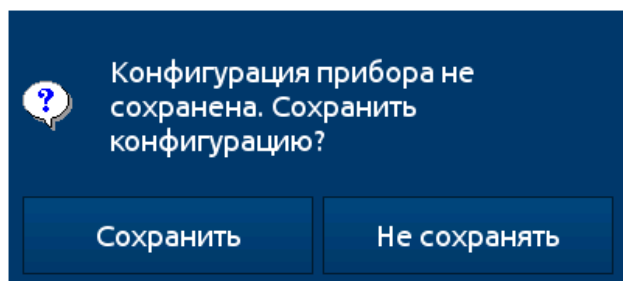 Конфигурация прибора не
сохранена. Сохранить
конфигурацию?
Сохранить
Не сохранять